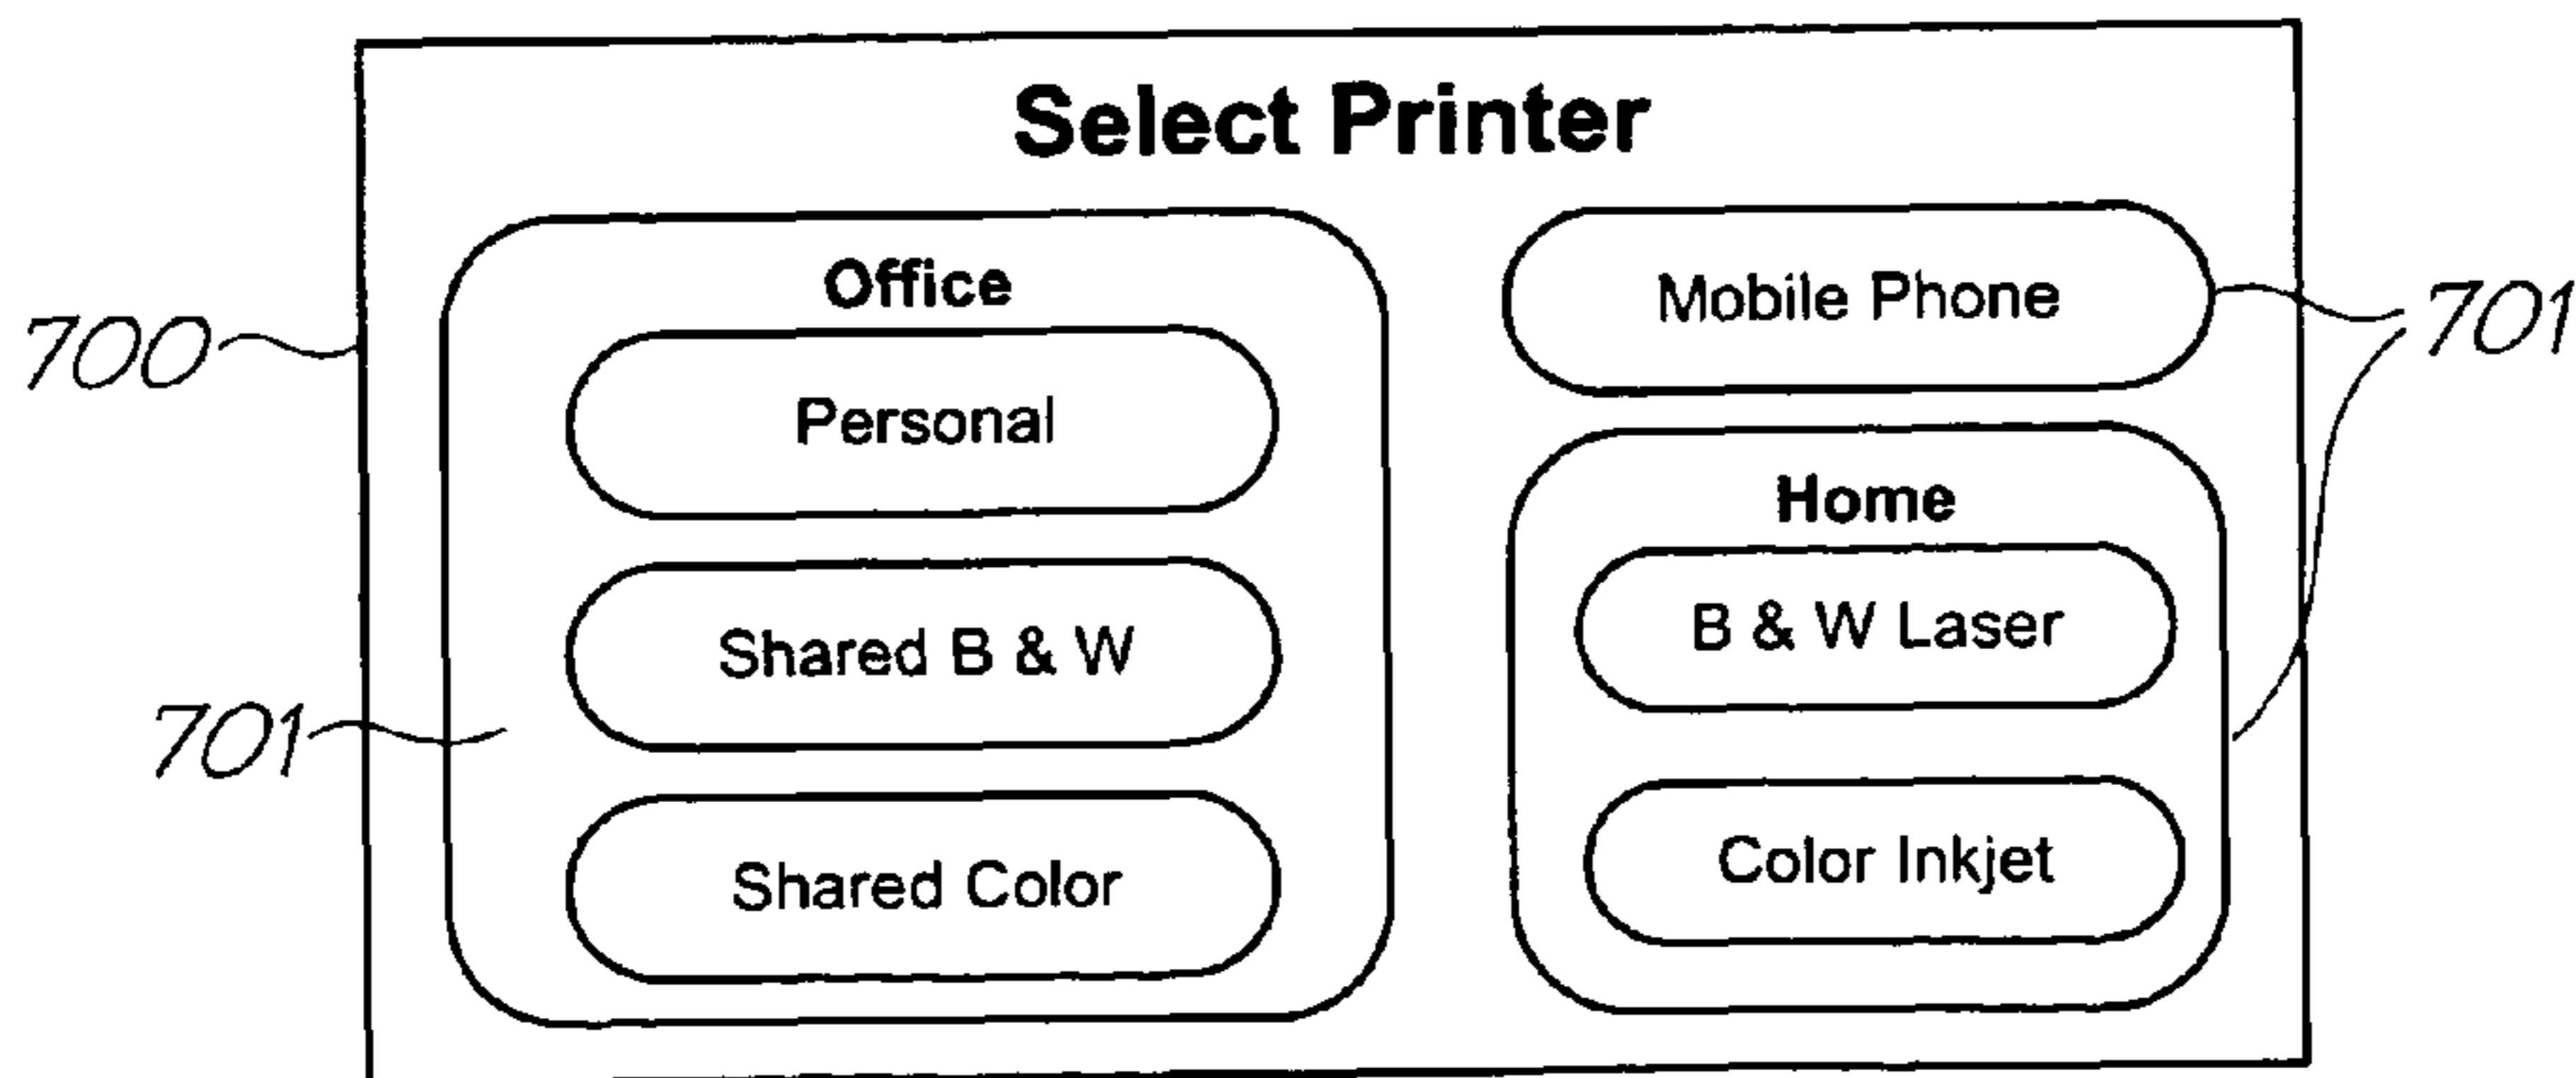 Select Printer
Office
Personal
Shared B & W
Shared Color
Mobile Phone
Home
B & W Laser
Color Inkjet
700
701
701